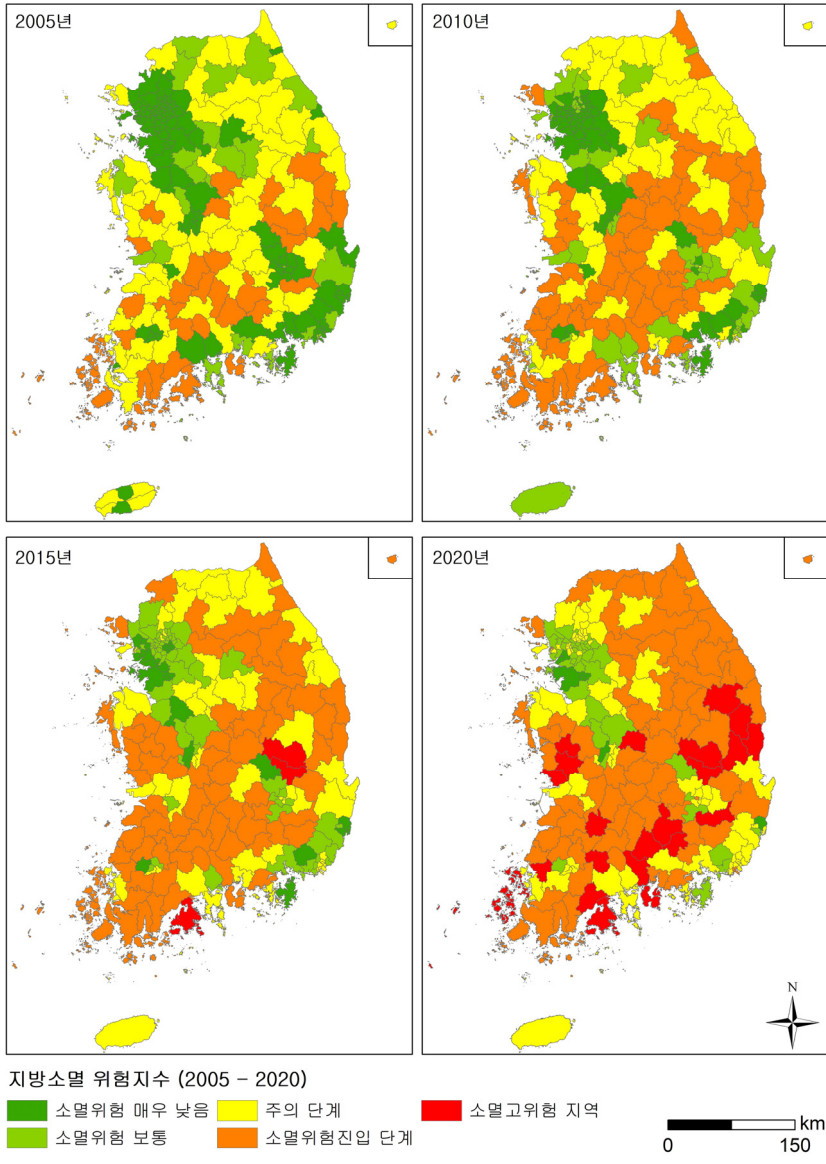 2005년
2010년
2015년
2020년
N
지방소멸 위험지수 (2005 – 2020)
소멸위험 매우 낮음
주의 단계
소멸고위험 지역
소멸위험 보통
소멸위험진입 단계
km
0 150